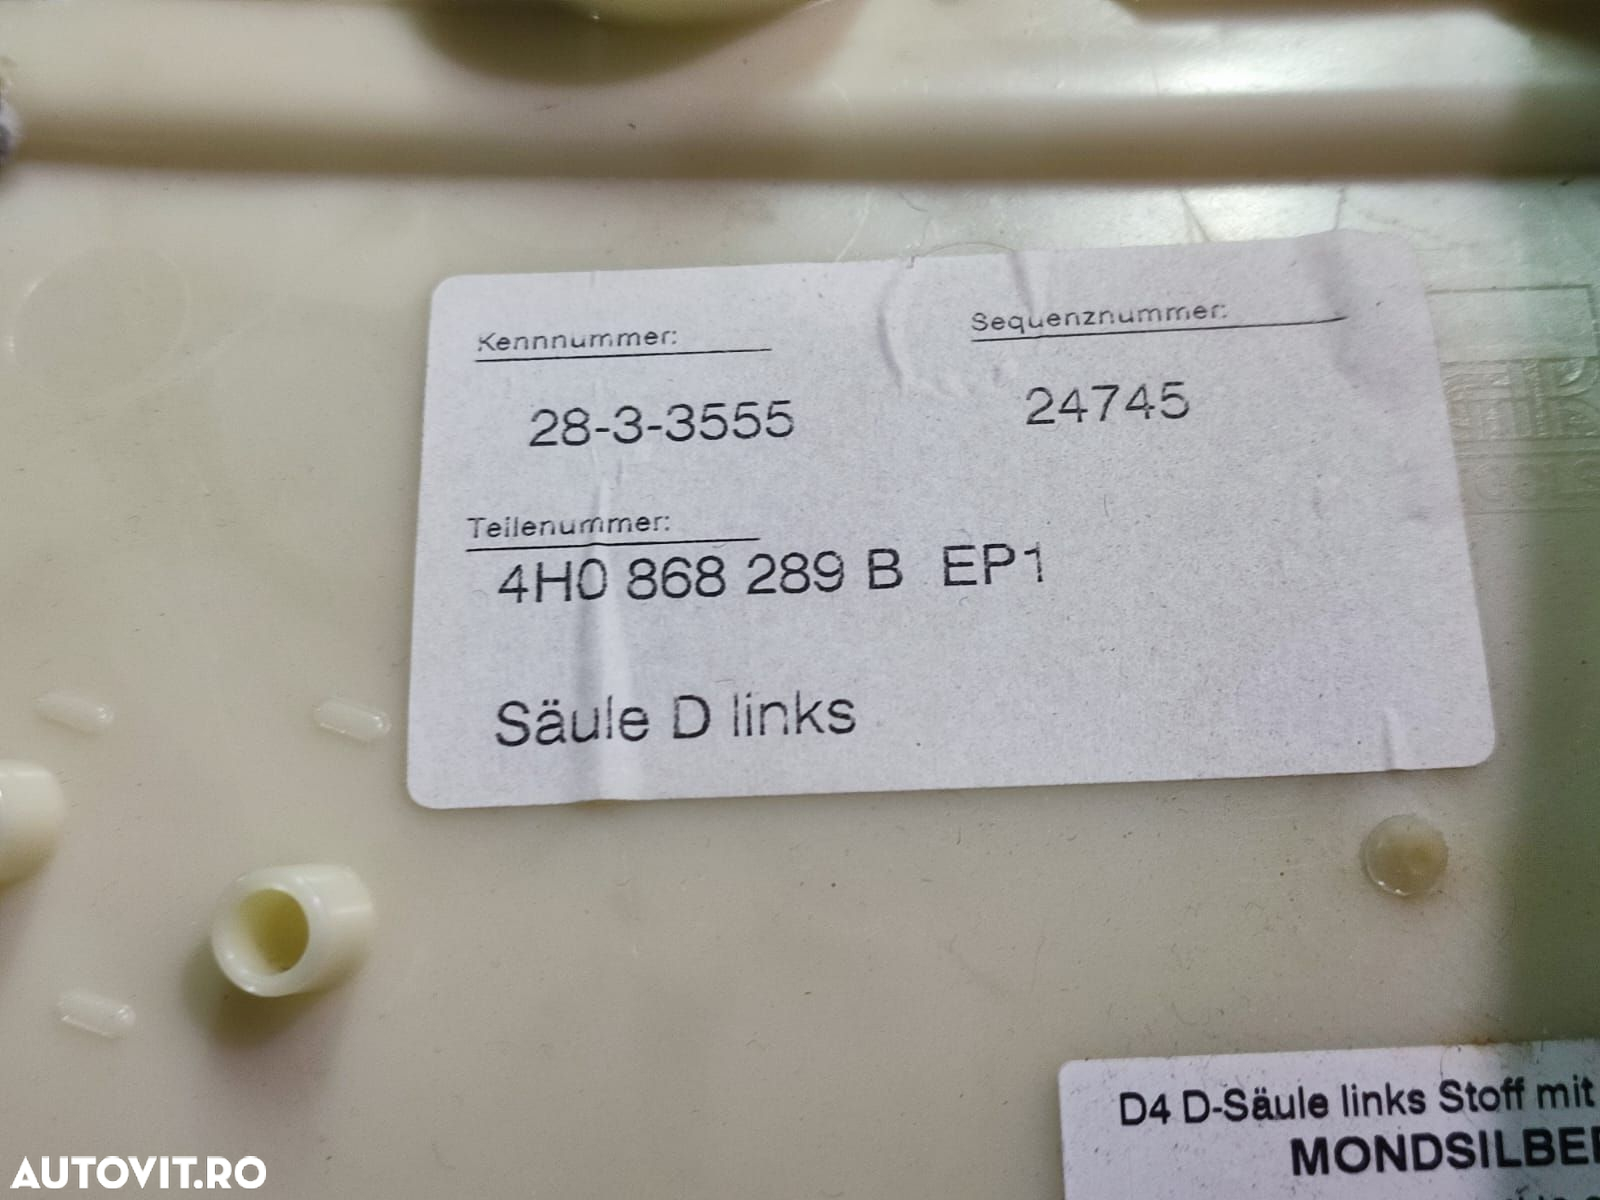 Kennnummer:
Sequenznummer:
28-3-3555
24745
Teilenummer:
4H0 868 289 B EP1
Säule D links
D4 D-Säule links Stoff mit
MONDSILBE
AUTOVIT.RO